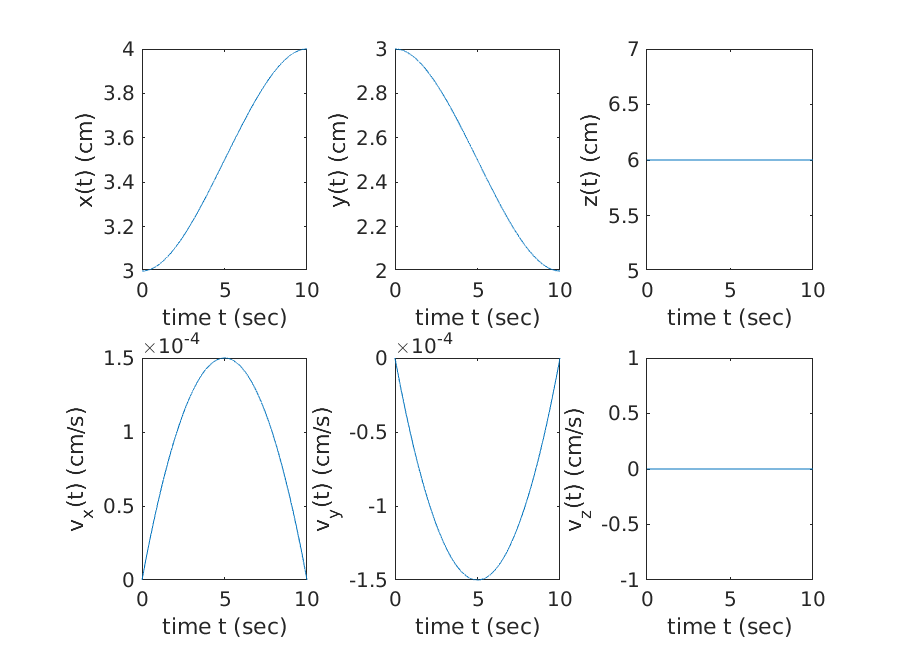 4
3.8
3.6
3.4
3.2
3
x(t) (cm)
0 5 10
time t (sec)
3
2.8
2.6
2.4
2.2
2
y(t) (cm)
0 5 10
time t (sec)
7
6.5
6
5.5
5
z(t) (cm)
0 5 10
time t (sec)
×10-4
1.5
1
0.5
0
vx(t) (cm/s)
0 5 10
time t (sec)
×10-4
0
-0.5
-1
-1.5
vy(t) (cm/s)
0 5 10
time t (sec)
1
0.5
0
-0.5
-1
vz(t) (cm/s)
0 5 10
time t (sec)